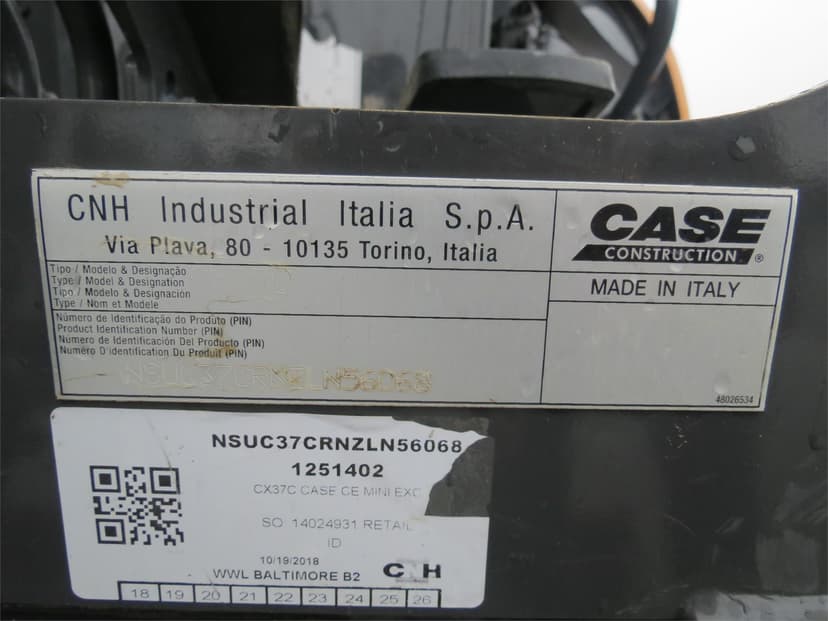 CNH Industrial Italia S.p.A.
Via Plava, 80 - 10135 Torino, Italia
CASE
CONSTRUCTION ®
MADE IN ITALY
Tipo / Modelo & Designação
Type / Model & Designation
Tipo / Modelo & Designación
Type / Nom et Modele
Número de Identificação do Produto (PIN)
Product Identification Number (PIN)
Número de Identificación Del Producto (PIN)
Numéro D'identification Du Produit (PIN)
NSUC37CRNZLN56068
48026534
NSUC37CRNZLN56068
1251402
CX37C CASE CE MINI EXC
SO 14024931 RETAIL
ID
10/19/2018
WWL BALTIMORE B2
CNH
18 19 20 21 22 23 24 25 26